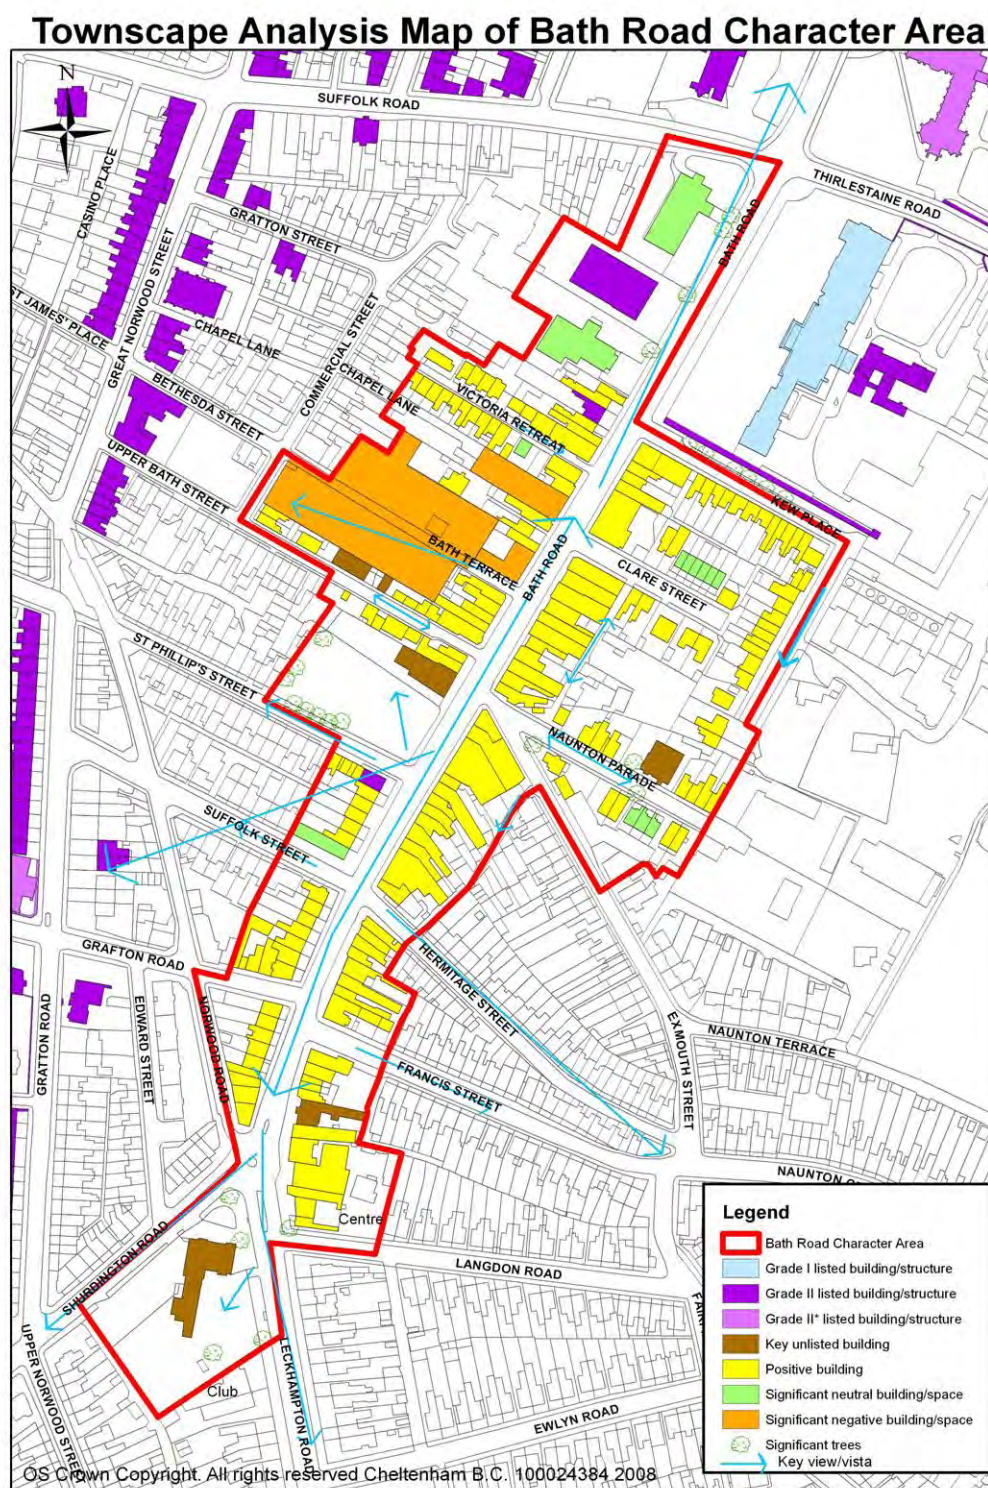 Townscape Analysis Map of Bath Road Character Area
N
SUFFOLK ROAD
THIRLESTAINE ROAD
CASINO PLACE
GRATTON STREET
BATH ROAD
GREAT NORWOOD STREET
ST JAMES' PLACE
CHAPEL LANE
COMMERCIAL STREET
CHAPEL LANE
VICTORIA RETREAT
BETHESDA STREET
UPPER BATH STREET
KEW PLACE
BATH TERRACE
BATH ROAD
CLARE STREET
ST PHILLIP'S STREET
NAUNTON PARADE
SUFFOLK STREET
GRAFTON ROAD
HERMITAGE STREET
GRATTON ROAD
EDWARD STREET
NORWOOD ROAD
EXMOUTH STREET
NAUNTON TERRACE
FRANCIS STREET
NAUNTON
Centre
LANGDON ROAD
SHURDINGTON ROAD
UPPER NORWOOD STREET
LECKHAMPTON ROAD
Club
EWLYN ROAD
Legend
Bath Road Character Area
Grade I listed building/structure
Grade II listed building/structure
Grade II* listed building/structure
Key unlisted building
Positive building
Significant neutral building/space
Significant negative building/space
Significant trees
Key view/vista
OS Crown Copyright. All rights reserved Cheltenham B.C. 100024384 2008